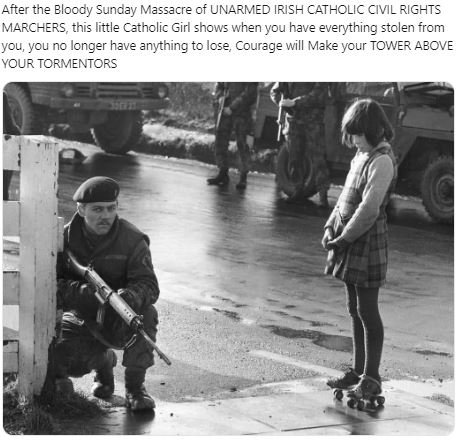 After the Bloody Sunday Massacre of UNARMED IRISH CATHOLIC CIVIL RIGHTS
MARCHERS, this little Catholic Girl shows when you have everything stolen from
you, you no longer have anything to lose, Courage will Make your TOWER ABOVE
YOUR TORMENTORS